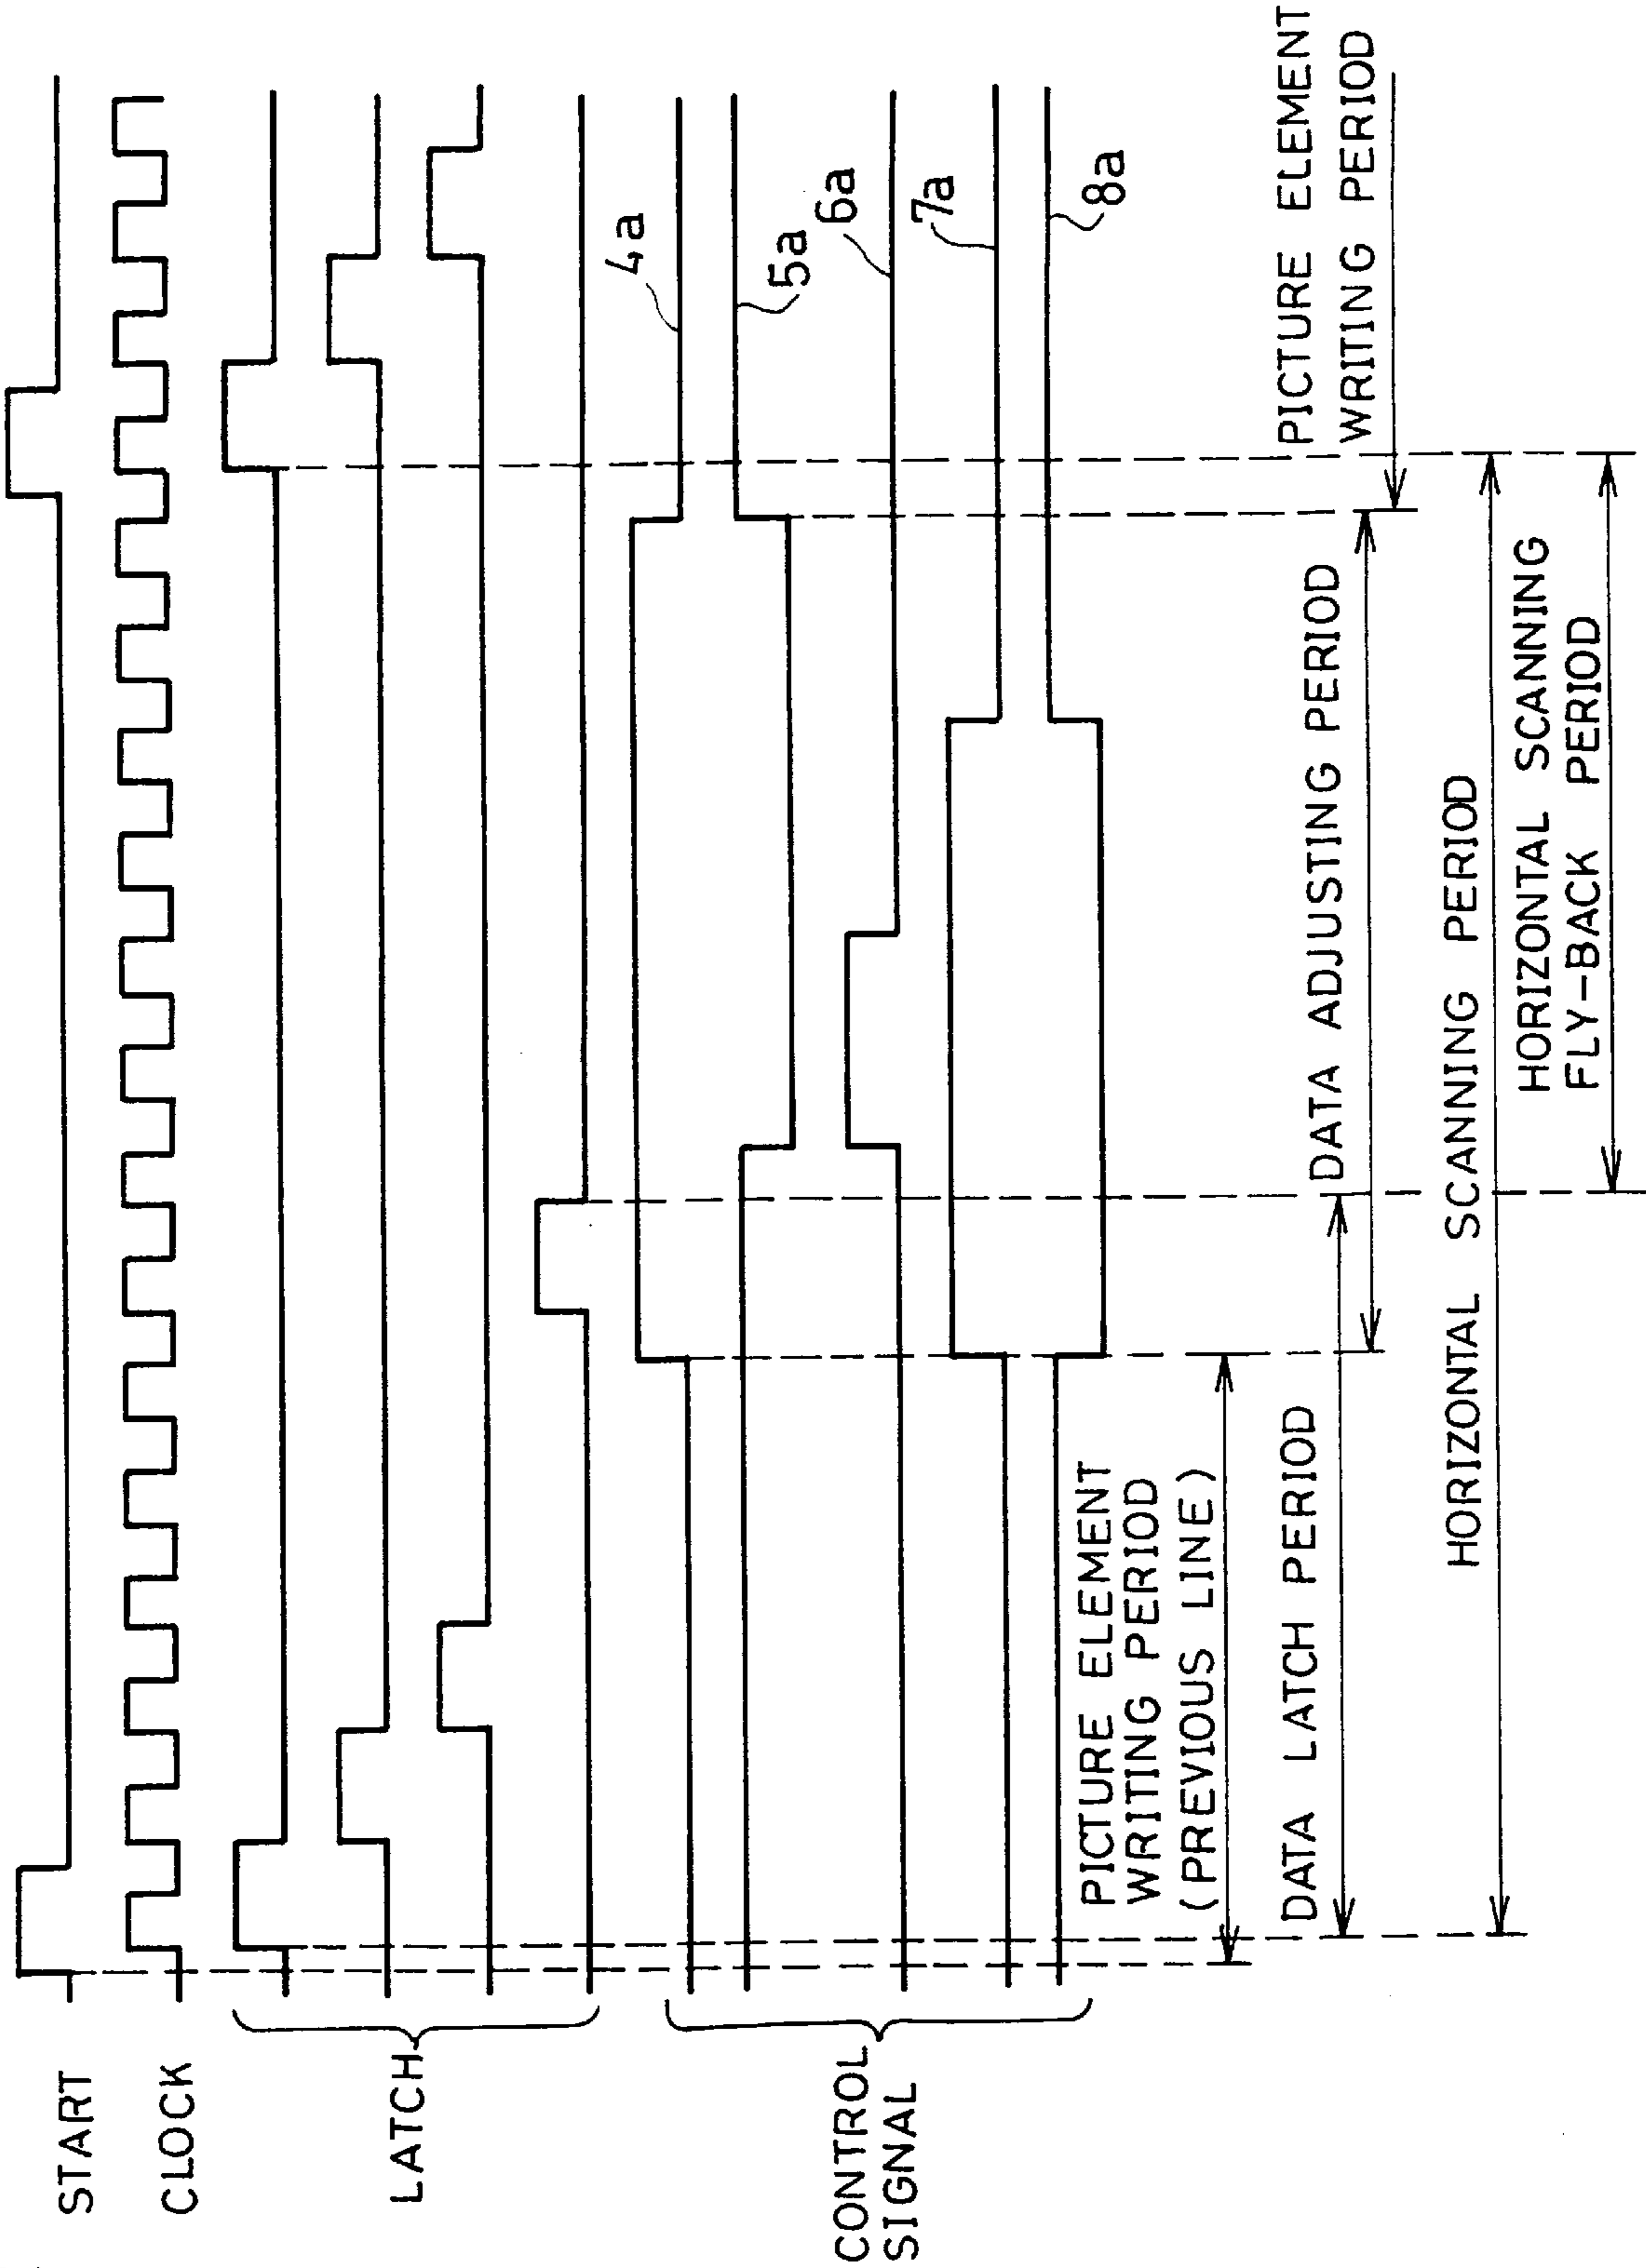 START
CLOCK
LATCH
CONTROL
SIGNAL
4a
5a
6a
7a
8a
PICTURE ELEMENT
WRITING PERIOD
(PREVIOUS LINE)
DATA LATCH PERIOD
DATA ADJUSTING PERIOD
PICTURE ELEMENT
WRITING PERIOD
HORIZONTAL SCANNING PERIOD
HORIZONTAL SCANNING
FLY-BACK PERIOD